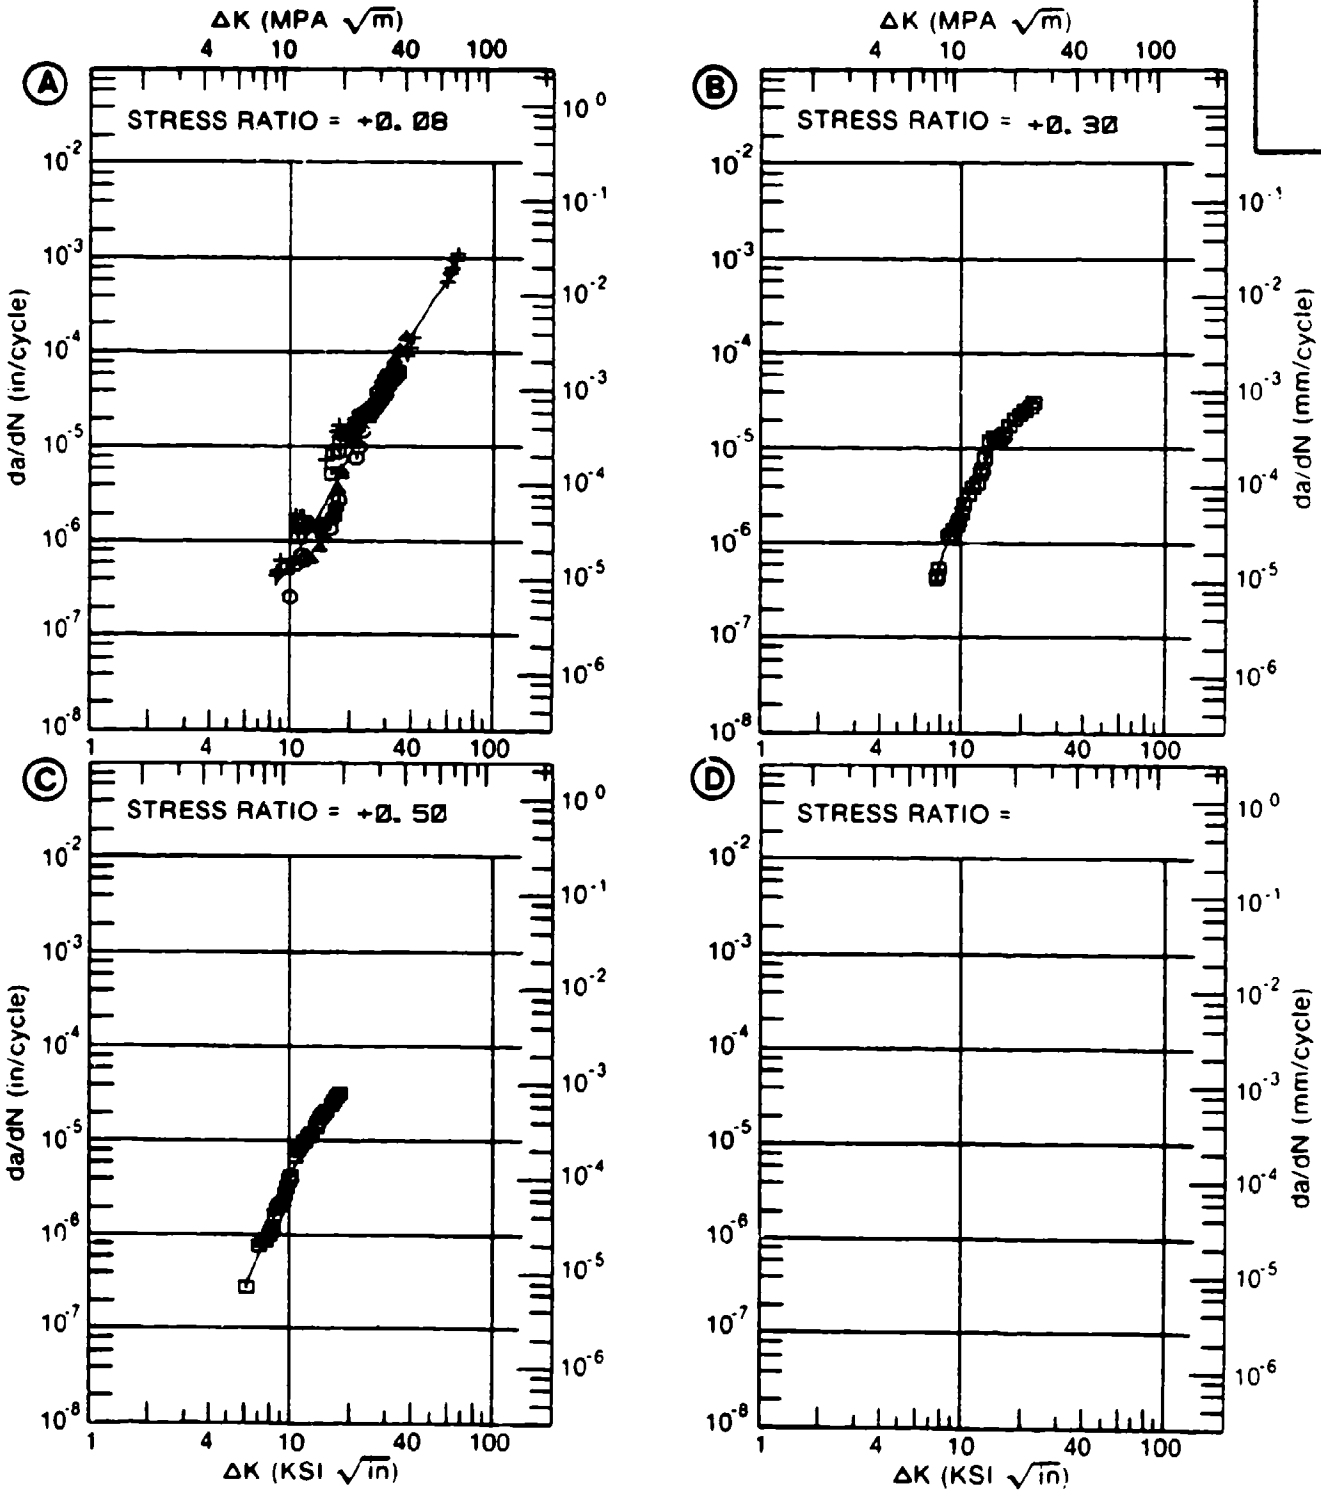 ΔK (MPA √m)
4 10 40 100
A
STRESS RATIO = +0.08
10⁻² 10⁻³ 10⁻⁴ 10⁻⁵ 10⁻⁶ 10⁻⁷ 10⁻⁸
da/dN (in/cycle)
10⁰ 10⁻¹ 10⁻² 10⁻³ 10⁻⁴ 10⁻⁵ 10⁻⁶
1 4 10 40 100
ΔK (MPA √m)
4 10 40 100
B
STRESS RATIO = +0.30
10⁻² 10⁻³ 10⁻⁴ 10⁻⁵ 10⁻⁶ 10⁻⁷ 10⁻⁸
10⁻¹ 10⁻² 10⁻³ 10⁻⁴ 10⁻⁵ 10⁻⁶
da/dN (mm/cycle)
1 4 10 40 100
C
STRESS RATIO = +0.50
10⁻² 10⁻³ 10⁻⁴ 10⁻⁵ 10⁻⁶ 10⁻⁷ 10⁻⁸
da/dN (in/cycle)
10⁰ 10⁻¹ 10⁻² 10⁻³ 10⁻⁴ 10⁻⁵ 10⁻⁶
1 4 10 40 100
ΔK (KSI √in)
D
STRESS RATIO =
10⁻² 10⁻³ 10⁻⁴ 10⁻⁵ 10⁻⁶ 10⁻⁷ 10⁻⁸
10⁰ 10⁻¹ 10⁻² 10⁻³ 10⁻⁴ 10⁻⁵ 10⁻⁶
da/dN (mm/cycle)
1 4 10 40 100
ΔK (KSI √in)